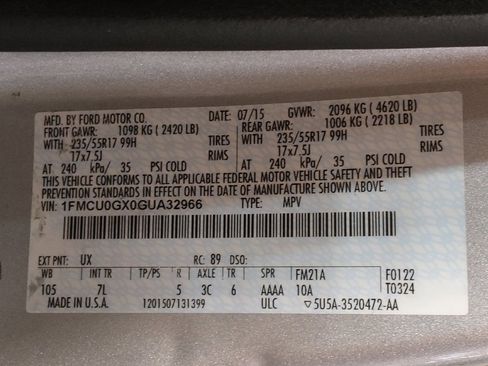 MFD. BY FORD MOTOR CO. DATE: 07/15 GVWR: 2096 KG ( 4620 LB)
FRONT GAWR: 1098 KG ( 2420 LB) REAR GAWR: 1006 KG ( 2218 LB)
WITH 235/55R17 99H TIRES WITH 235/55R17 99H TIRES
17x7.5J RIMS 17x7.5J RIMS
AT 240 kPa/ 35 PSI COLD AT 240 kPa/ 35 PSI COLD
THIS VEHICLE CONFORMS TO ALL APPLICABLE FEDERAL MOTOR VEHICLE SAFETY AND THEFT
PREVENTION STANDARDS IN EFFECT ON THE DATE OF MANUFACTURE SHOWN ABOVE.
VIN: 1FMCU0GX0GUA32966 TYPE: MPV
EXT PNT: UX RC: 89 DSO:
WB INT TR TP/PS R AXLE TR SPR FM21A F0122
105 7L 5 3C 6 AAAA 10A T0324
MADE IN U.S.A. 1201507131399 ULC ▽5U5A-3520472-AA